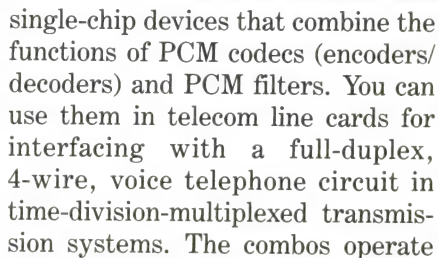 single-chip devices that combine the
functions of PCM codecs (encoders/
decoders) and PCM filters. You can
use them in telecom line cards for
interfacing with a full-duplex,
4-wire, voice telephone circuit in
time-division-multiplexed transmis-
sion systems. The combos operate